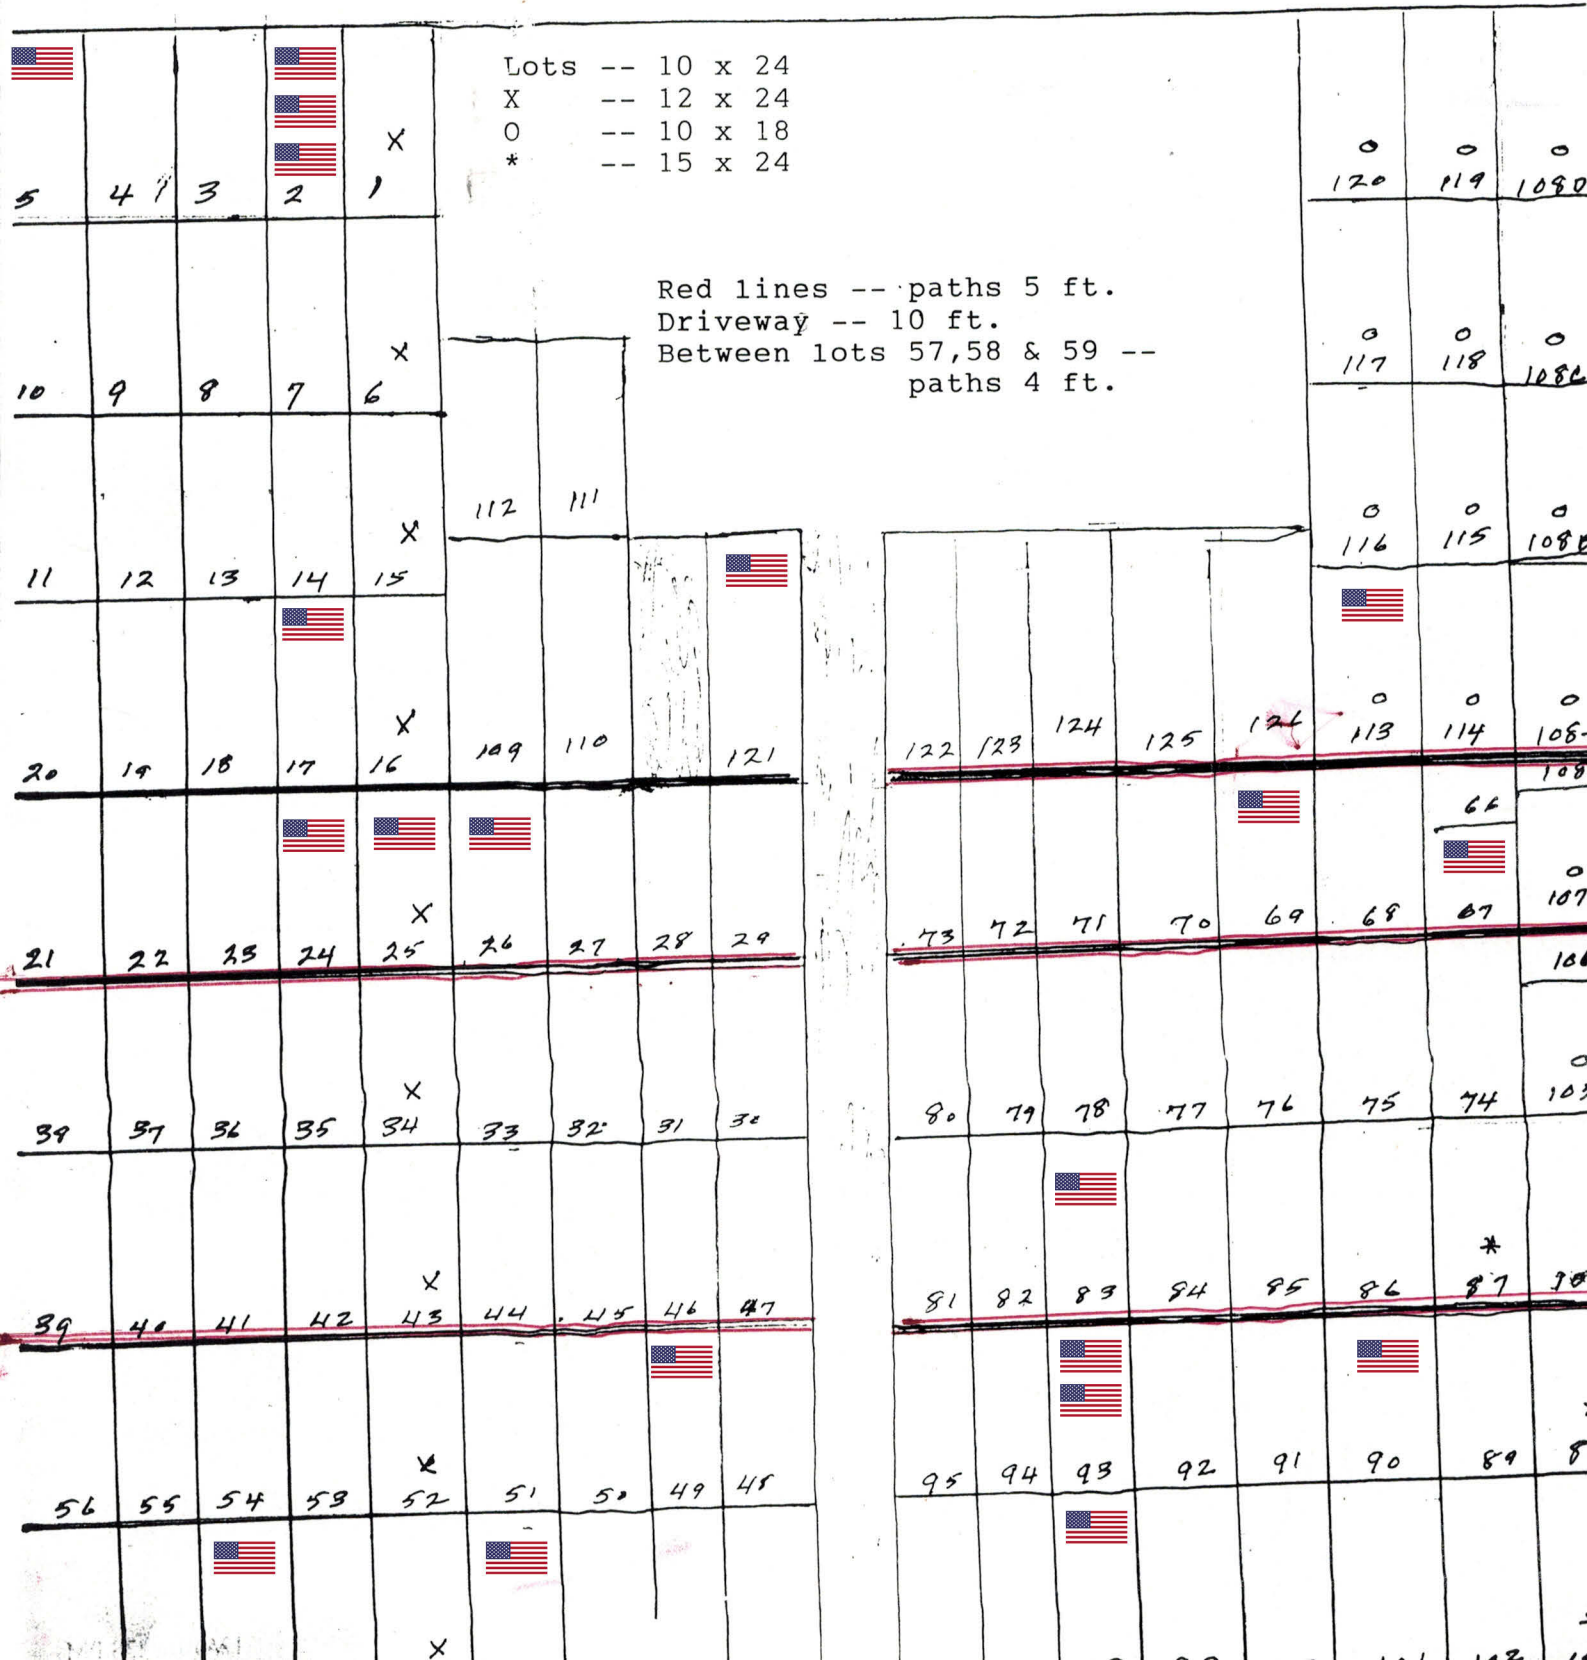 Lots -- 10 x 24
X -- 12 x 24
O -- 10 x 18
* -- 15 x 24
X
O O O
5 4 3 2 1
120 119 108D
Red lines -- paths 5 ft.
Driveway -- 10 ft.
Between lots 57,58 & 59 --
paths 4 ft.
X
O O O
10 9 8 7 6
117 118 108C
112 111
X
O O O
11 12 13 14 15
116 115
X
O O O
20 19 18 17 16 109 110 121
122 123 124 125 113 114
66
X
O
21 22 23 24 25 26 27 28 29
73 72 71 70 69 68 67 107
X
O
39 37 36 35 34 33 32 31 30
80 79 78 77 76 75 74
X
*
39 40 41 42 43 44 45 46 47
81 82 83 84 85 86 87
X
56 55 54 53 52 51 50 49 48
95 94 93 92 91 90 89
X